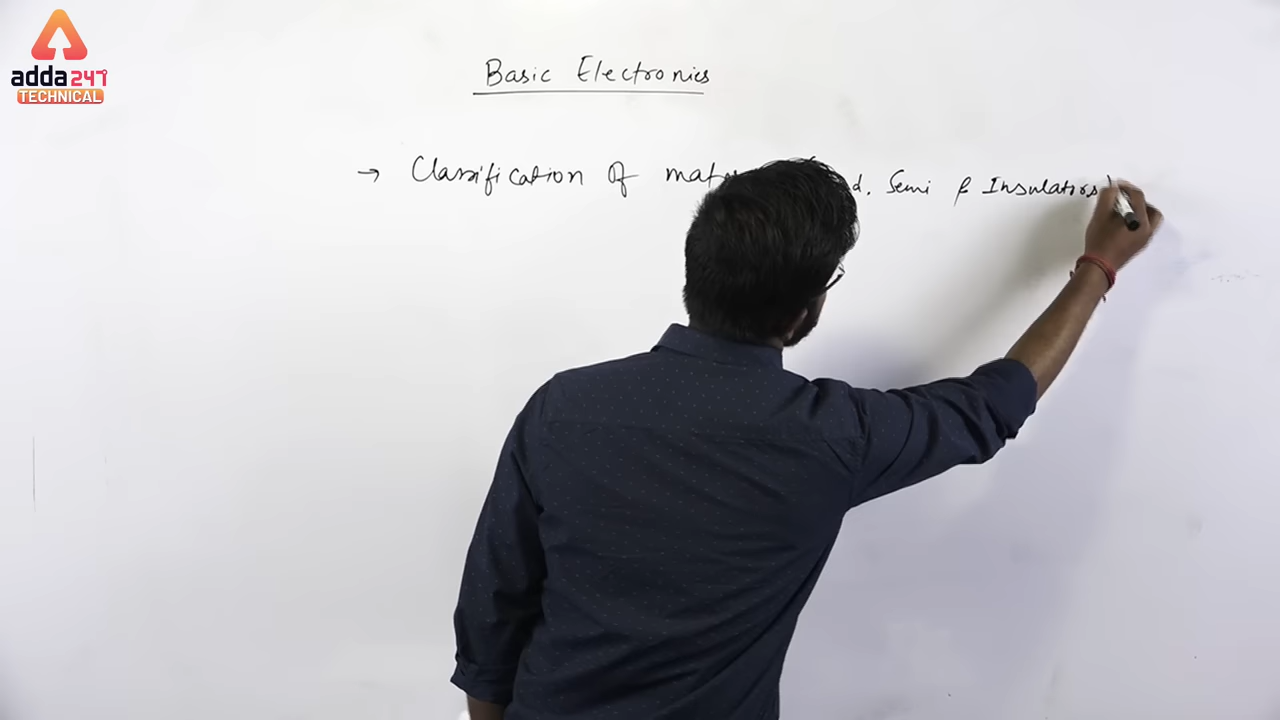 adda247
TECHNICAL
Basic Electronics
→ Classification of d. Semi & Insulators)